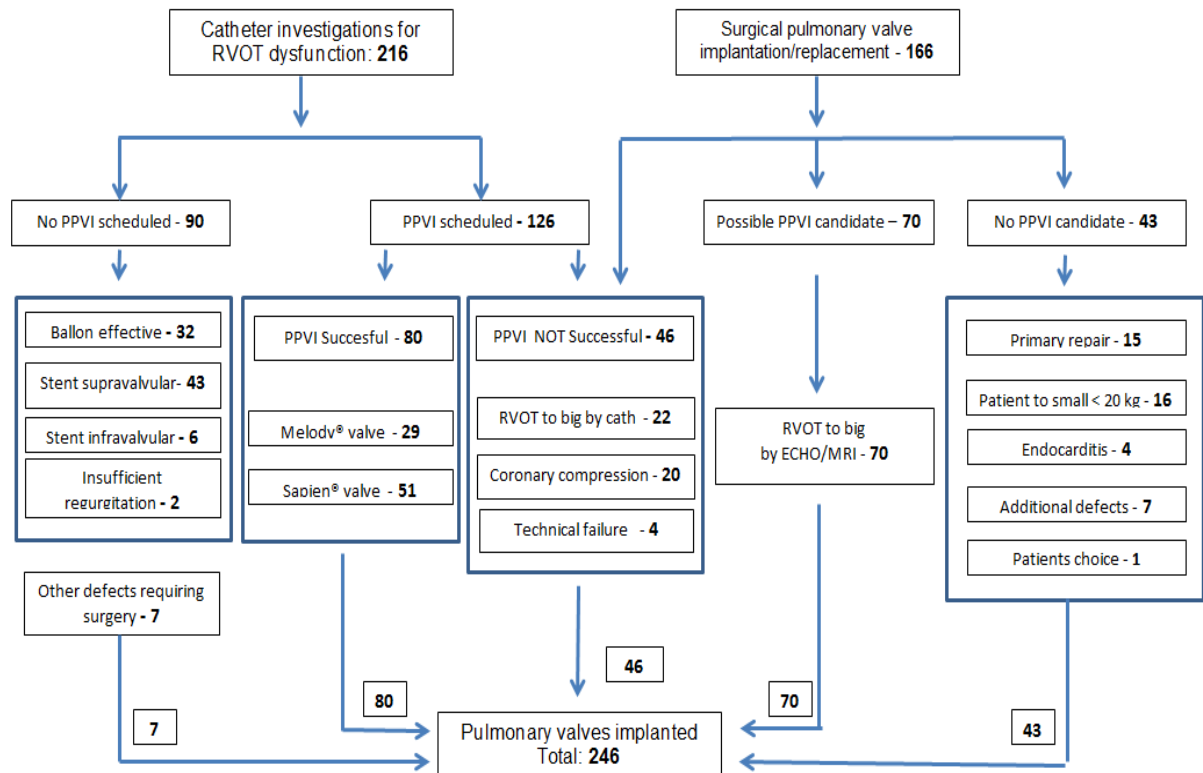 Catheter investigations for
RVOT dysfunction: 216
Surgical pulmonary valve
implantation/replacement - 166
No PPVI scheduled - 90
PPVI scheduled - 126
Possible PPVI candidate – 70
No PPVI candidate - 43
Ballon effective - 32
Stent supravalvular- 43
Stent infravalvular - 6
Insufficient
regurgitation - 2
PPVI Succesful - 80
Melody® valve - 29
Sapien® valve - 51
PPVI NOT Successful - 46
RVOT to big by cath - 22
Coronary compression - 20
Technical failure - 4
RVOT to big
by ECHO/MRI - 70
Primary repair - 15
Patient to small < 20 kg - 16
Endocarditis - 4
Additional defects - 7
Patients choice - 1
Other defects requiring
surgery - 7
7
80
46
70
43
Pulmonary valves implanted
Total: 246